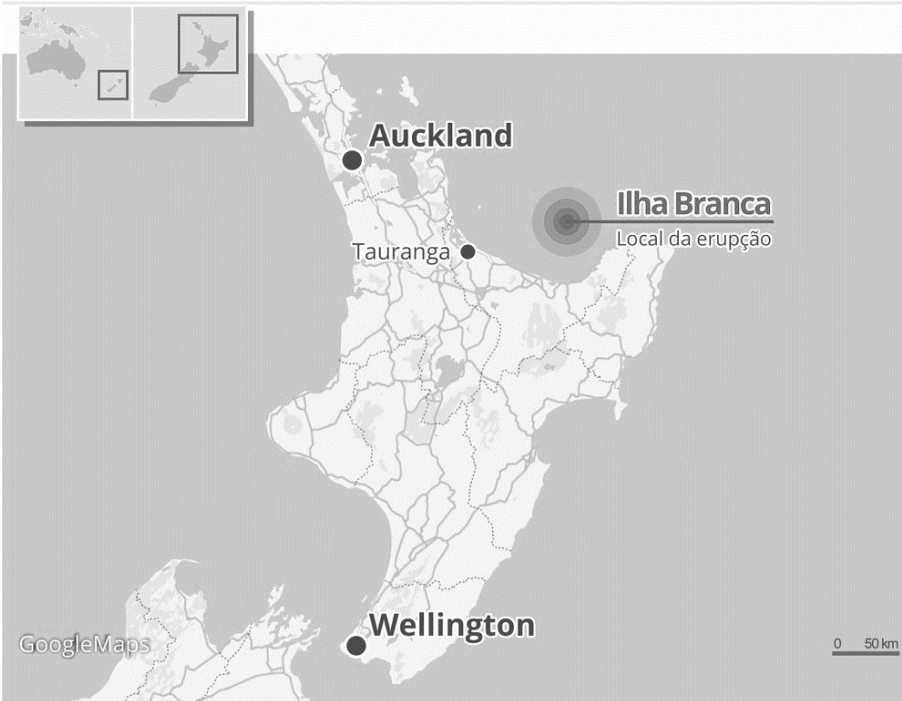 Auckland
Ilha Branca
Local da erupção
Tauranga
Wellington
GoogleMaps
0 50 km